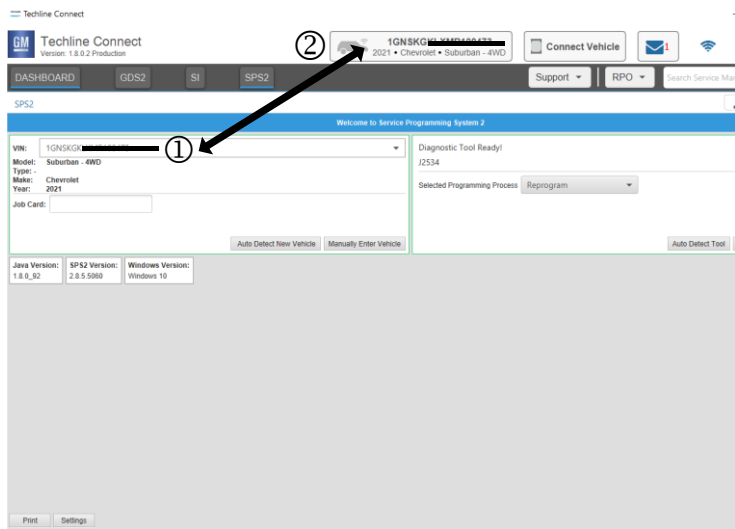 Techline Connect
GM
Techline Connect
Version: 1.8.0.2 Production
②
2021 • Chevrolet • Suburban - 4WD
Connect Vehicle
1
DASHBOARD
GDS2
SI
SPS2
Support
RPO
Search Service Man
SPS2
Welcome to Service Programming System 2
VIN:
①
Model: Suburban - 4WD
Type: -
Make: Chevrolet
Year: 2021
Job Card:
Auto Detect New Vehicle
Manually Enter Vehicle
Diagnostic Tool Ready!
J2534
Selected Programming Process
Reprogram
Auto Detect Tool
Java Version:
1.8.0_92
SPS2 Version:
2.8.5.5060
Windows Version:
Windows 10
Print
Settings